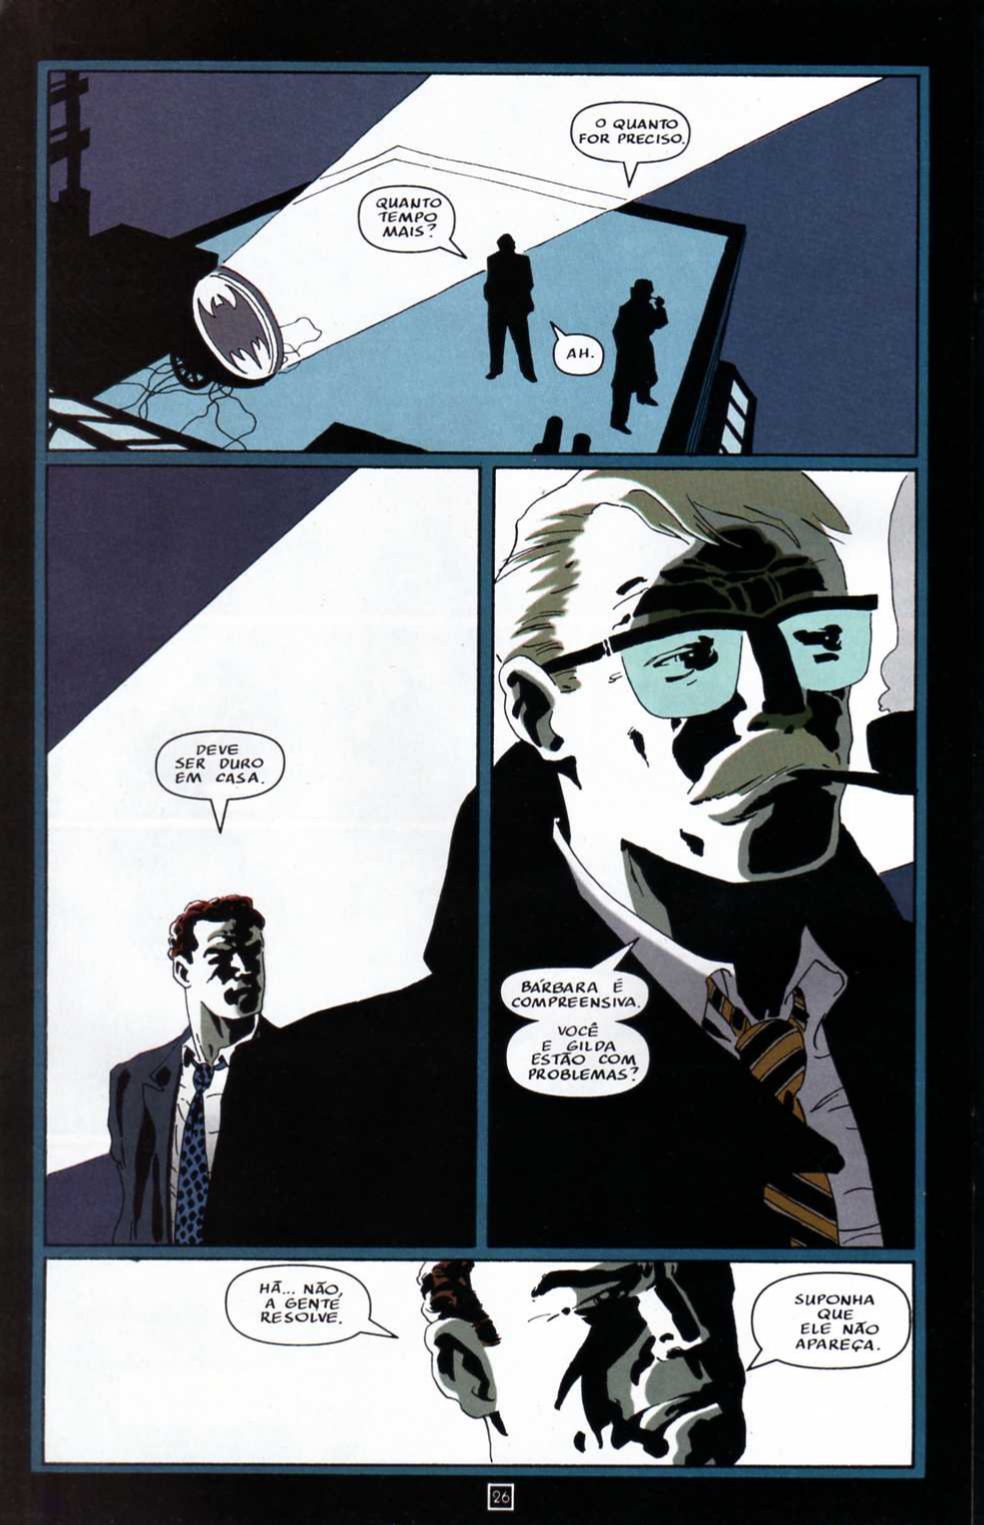 QUANTO
TEMPO
MAIS?
O QUANTO
FOR PRECISO.
AH.
DEVE
SER DURO
EM CASA.
BÁRBARA É
COMPREENSIVA.
VOCÊ
E GILDA
ESTÃO COM
PROBLEMAS?
HÃ... NÃO,
A GENTE
RESOLVE.
SUPONHA
QUE
ELE NÃO
APAREÇA.
26